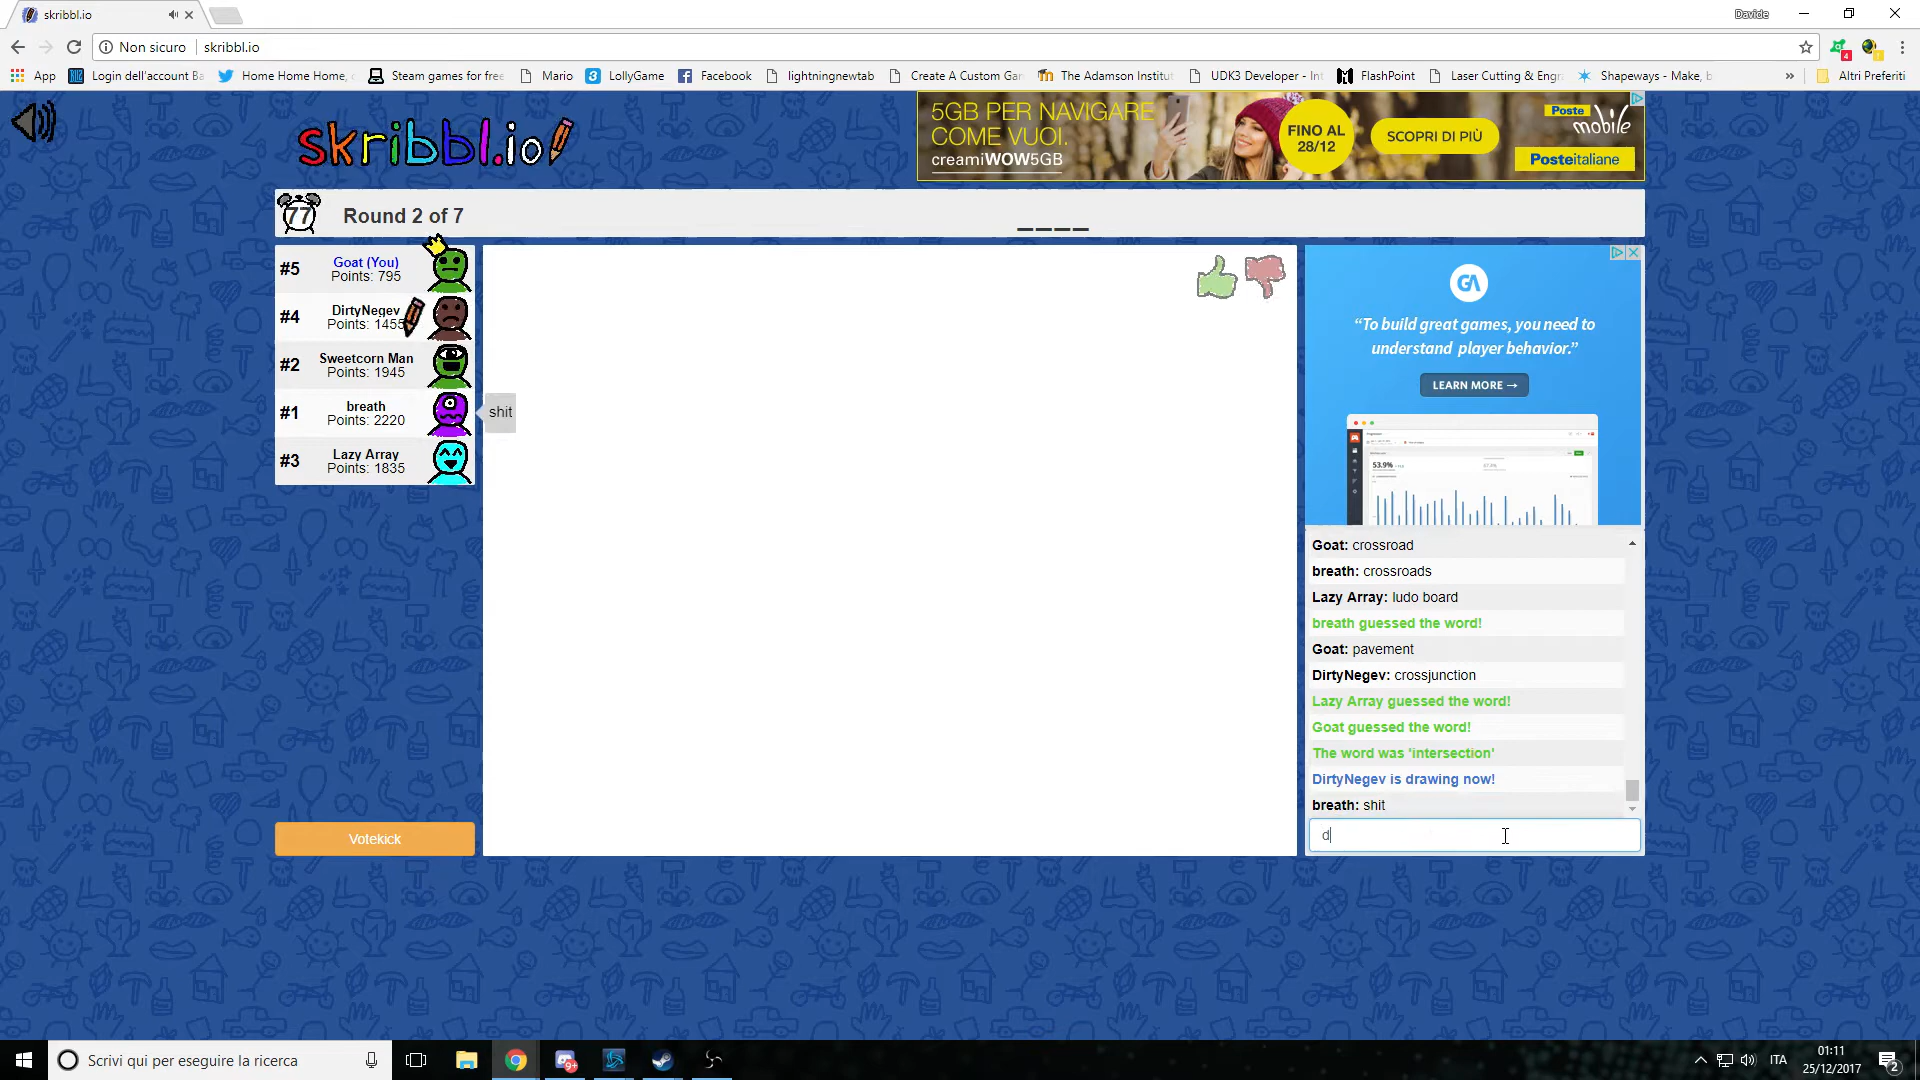 skribbl.io
Davide
Non sicuro
skribbl.io
App
Login dell'account Ba
Home Home Home,
Steam games for free
Mario
LollyGame
Facebook
lightningnewtab
Create A Custom Gar
The Adamson Institut
UDK3 Developer - Int
FlashPoint
Laser Cutting & Engr
Shapeways - Make, b
»
Altri Preferiti
skribbl.io
5GB PER NAVIGARE
COME VUOI.
creamiWOW5GB
FINO AL
28/12
SCOPRI DI PIÙ
Poste
mobile
Posteitaliane
77
Round 2 of 7
____
#5
Goat (You)
Points: 795
#4
DirtyNegev
Points: 1455
#2
Sweetcorn Man
Points: 1945
#1
breath
Points: 2220
shit
#3
Lazy Array
Points: 1835
Votekick
GA
“To build great games, you need to
understand player behavior.”
LEARN MORE →
53.9%
Goat: crossroad
breath: crossroads
Lazy Array: ludo board
breath guessed the word!
Goat: pavement
DirtyNegev: crossjunction
Lazy Array guessed the word!
Goat guessed the word!
The word was 'intersection'
DirtyNegev is drawing now!
breath: shit
d
Scrivi qui per eseguire la ricerca
9+
ITA
01:11
25/12/2017
2